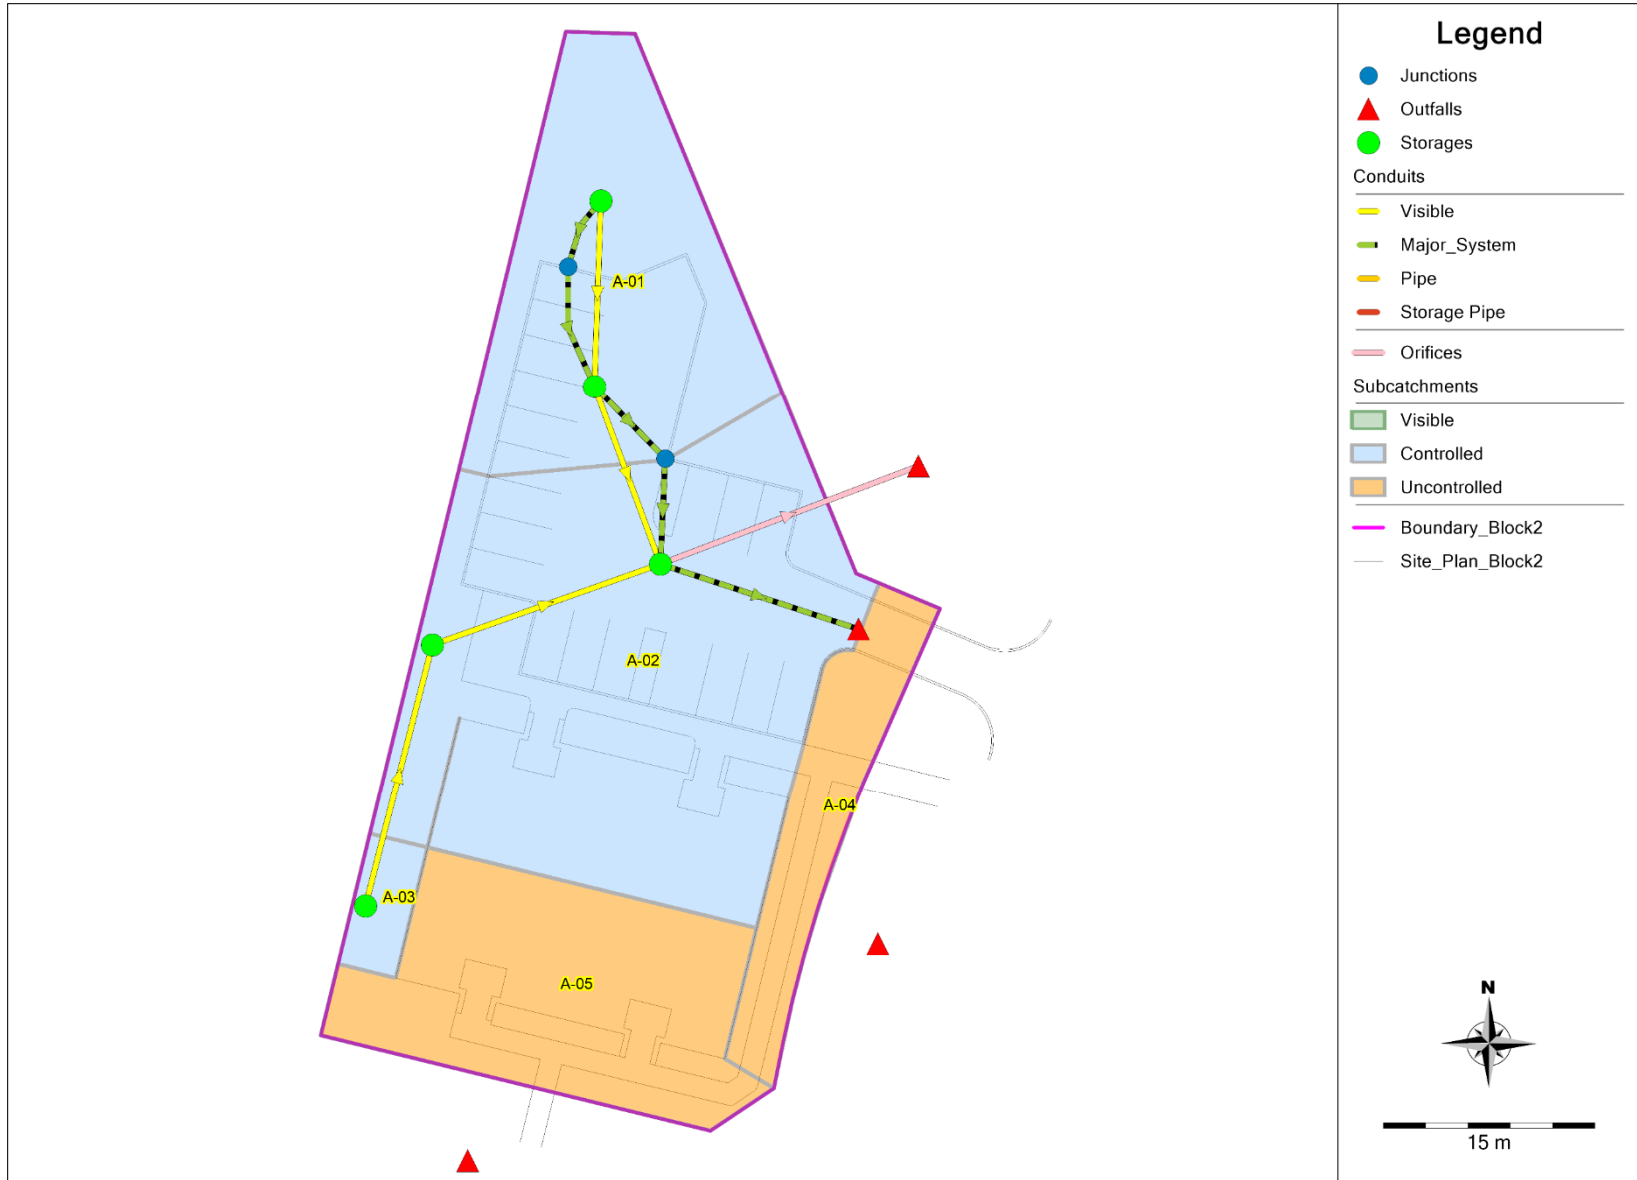 Legend
Junctions
Outfalls
Storages
Conduits
Visible
Major_System
Pipe
Storage Pipe
Orifices
Subcatchments
Visible
Controlled
Uncontrolled
Boundary_Block2
Site_Plan_Block2
A-01
A-02
A-04
A-03
A-05
N
15 m